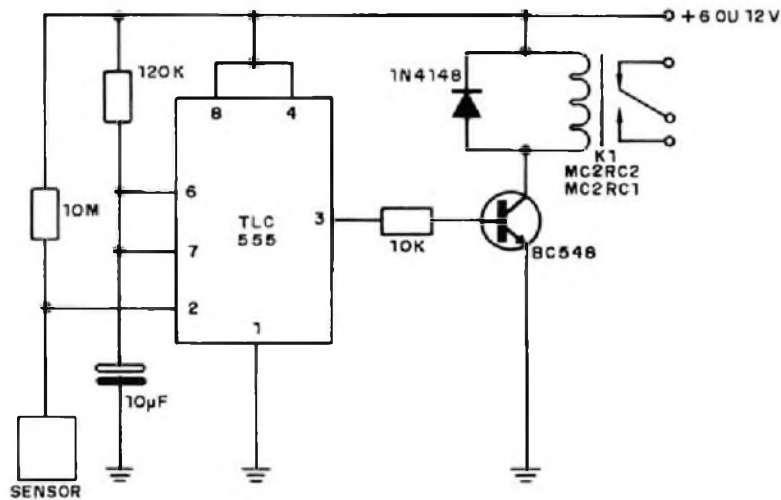 + 6 OU 12 V
120K
1N4148
8
4
K1
MC2RC2
MC2RC1
6
10M
TLC
555
3
10K
7
BC548
2
1
10µF
SENSOR